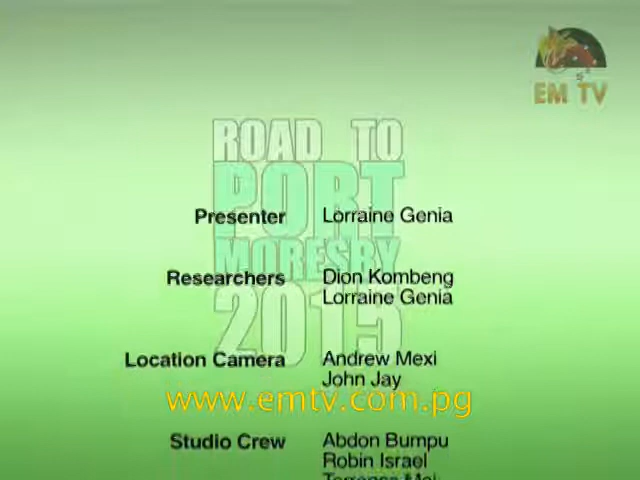 EM TV
ROAD TO
PORT
MORESBY
2015
Presenter Lorraine Genia
Researchers Dion Kombeng
Lorraine Genia
Location Camera Andrew Mexi
John Jay
www.emtv.com.pg
Studio Crew Abdon Bumpu
Robin Israel